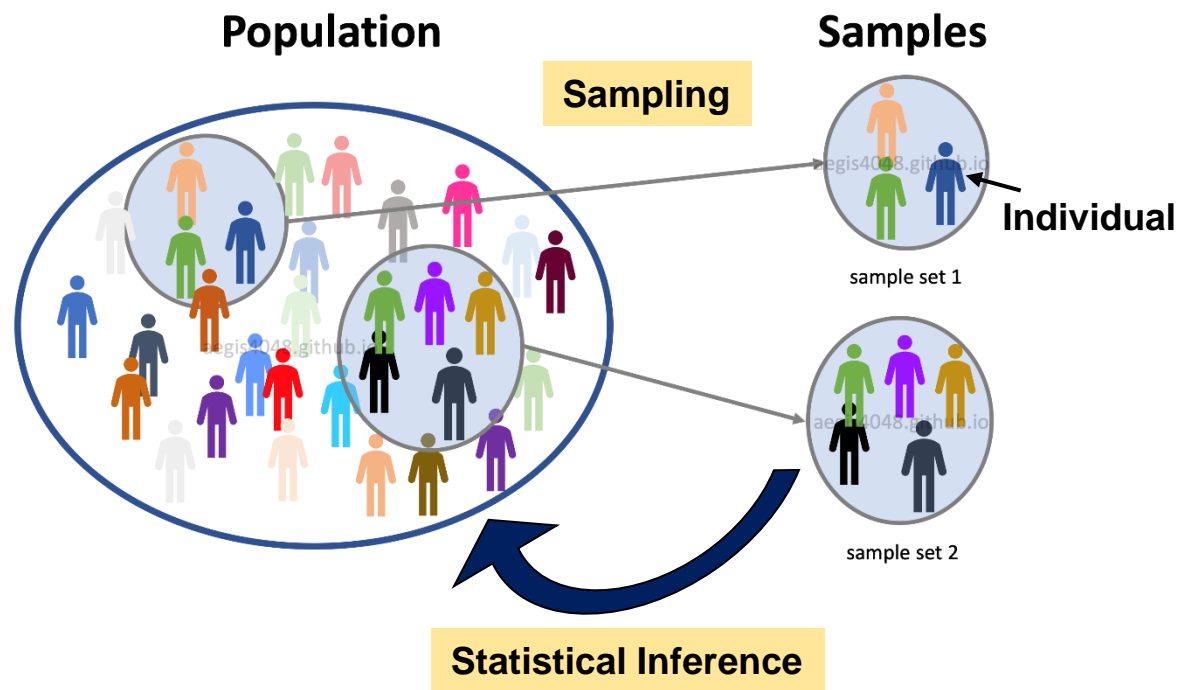 Population
Samples
Sampling
aegis4048.github.io
Individual
sample set 1
aegis4048.github.io
aegis4048.github.io
sample set 2
Statistical Inference